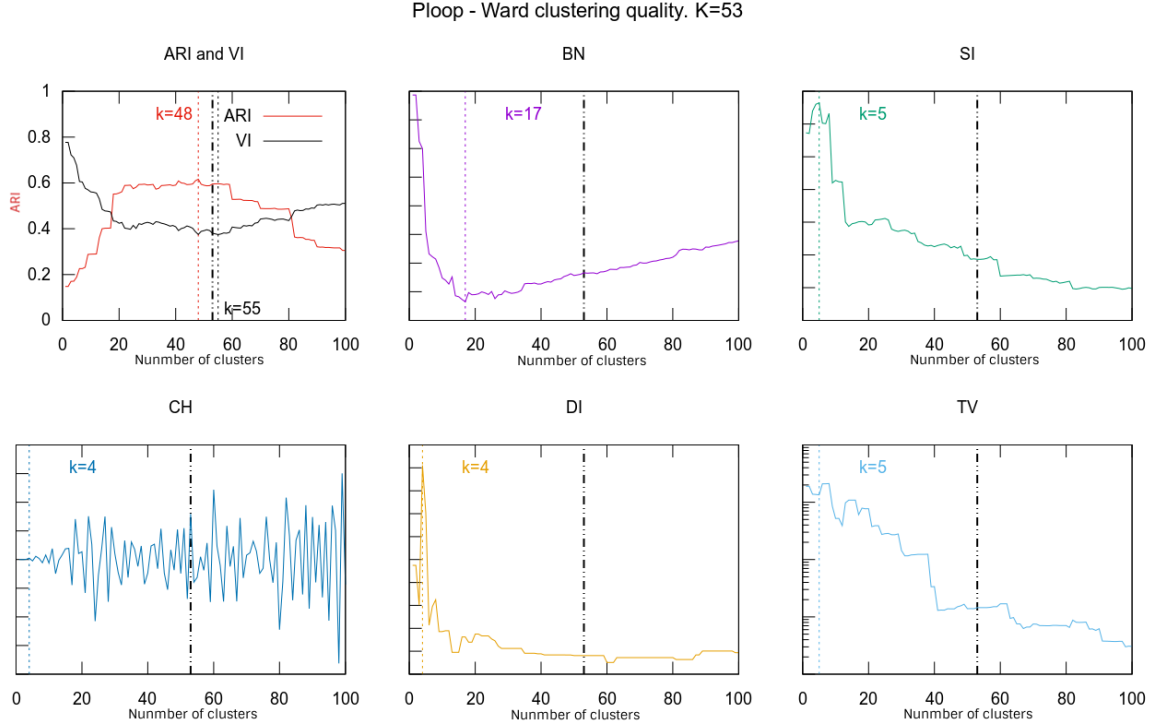 Ploop - Ward clustering quality. K=53
ARI and VI
BN
SI
1
0.8
0.6
0.4
0.2
0
ARI
k=48
ARI
VI
k=55
k=17
k=5
0 20 40 60 80 100
0 20 40 60 80 100
0 20 40 60 80 100
Nunmber of clusters
Nunmber of clusters
Nunmber of clusters
CH
DI
TV
k=4
k=4
k=5
0 20 40 60 80 100
0 20 40 60 80 100
0 20 40 60 80 100
Nunmber of clusters
Nunmber of clusters
Nunmber of clusters